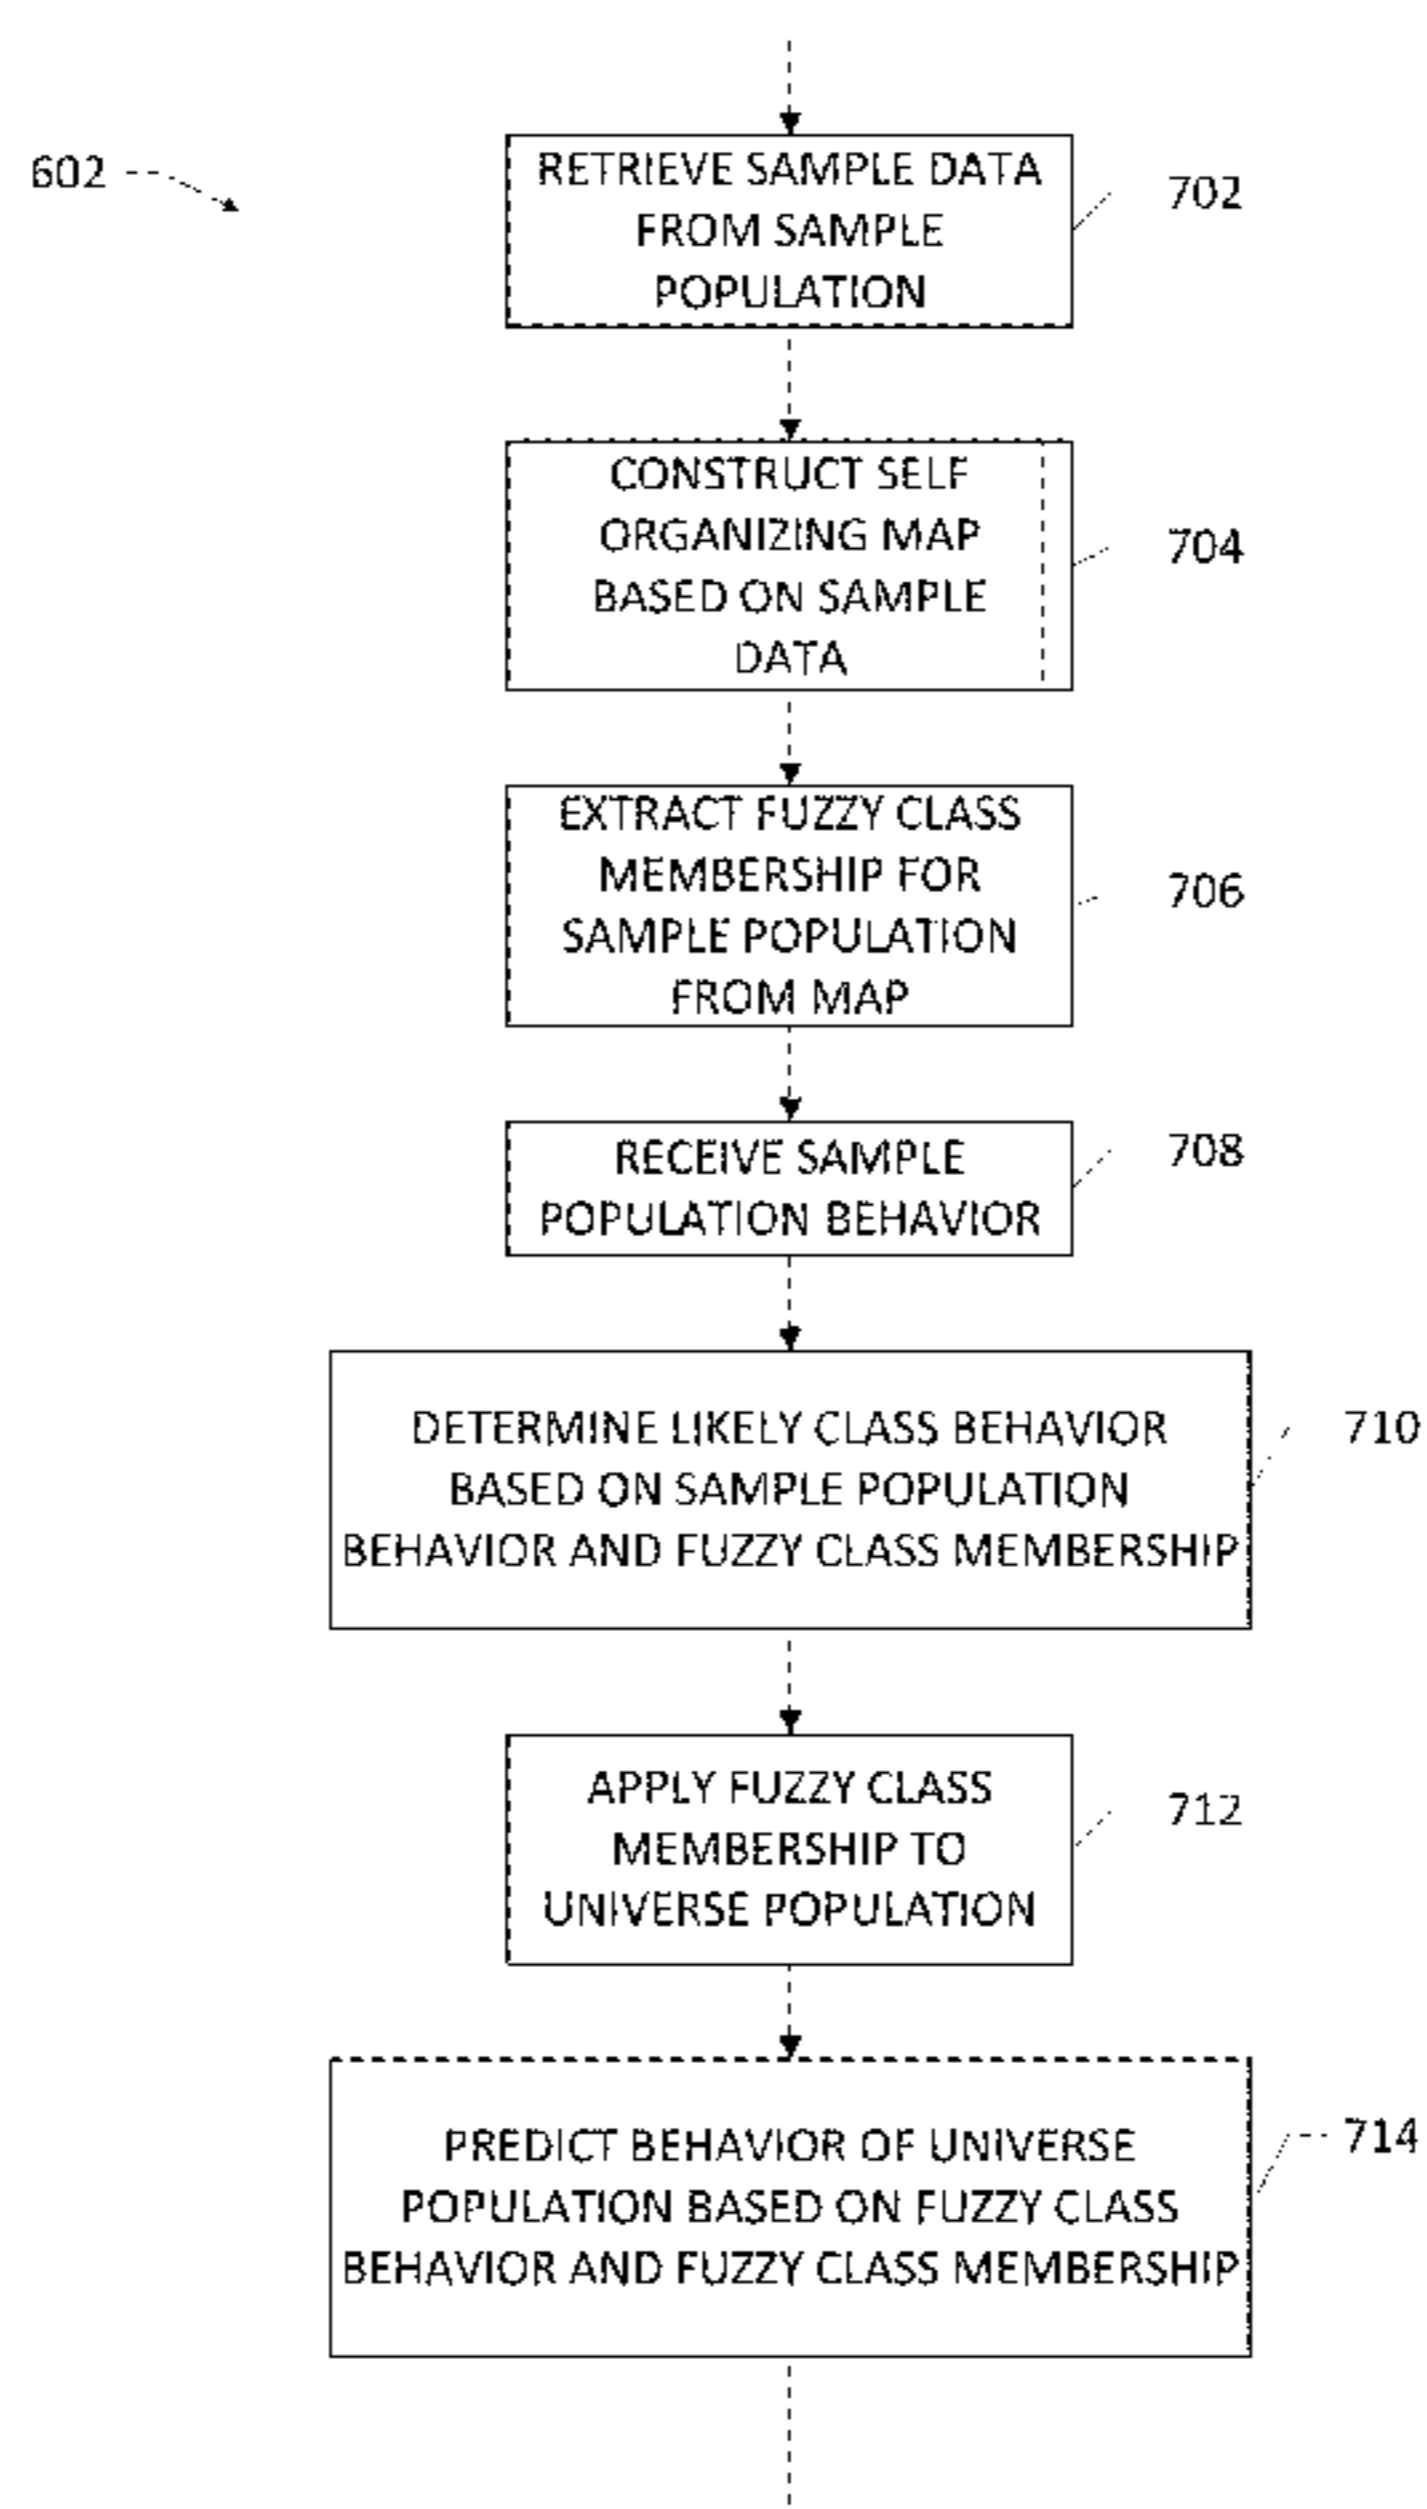 602
RETRIEVE SAMPLE DATA
FROM SAMPLE
POPULATION
702
CONSTRUCT SELF
ORGANIZING MAP
BASED ON SAMPLE
DATA
704
EXTRACT FUZZY CLASS
MEMBERSHIP FOR
SAMPLE POPULATION
FROM MAP
706
RECEIVE SAMPLE
POPULATION BEHAVIOR
708
DETERMINE LIKELY CLASS BEHAVIOR
BASED ON SAMPLE POPULATION
BEHAVIOR AND FUZZY CLASS MEMBERSHIP
710
APPLY FUZZY CLASS
MEMBERSHIP TO
UNIVERSE POPULATION
712
PREDICT BEHAVIOR OF UNIVERSE
POPULATION BASED ON FUZZY CLASS
BEHAVIOR AND FUZZY CLASS MEMBERSHIP
714